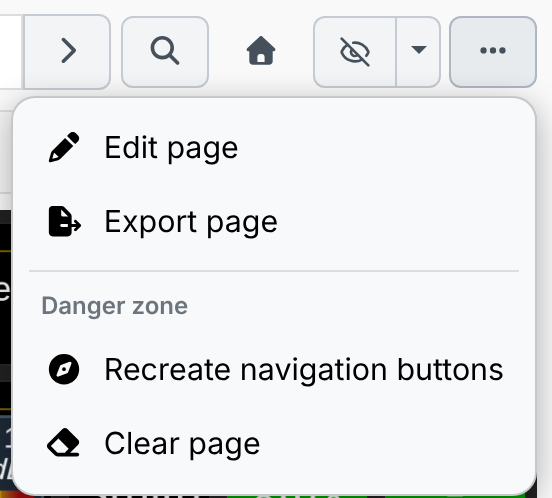 Edit page
Export page
Danger zone
Recreate navigation buttons
Clear page